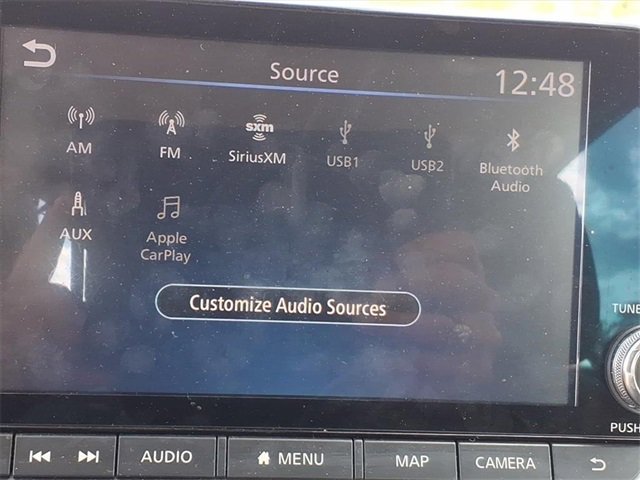 Source
12:48
AM
FM
sxm
SiriusXM
USB1
USB2
Bluetooth
Audio
AUX
Apple
CarPlay
Customize Audio Sources
TUNE
PUSH
AUDIO
MENU
MAP
CAMERA